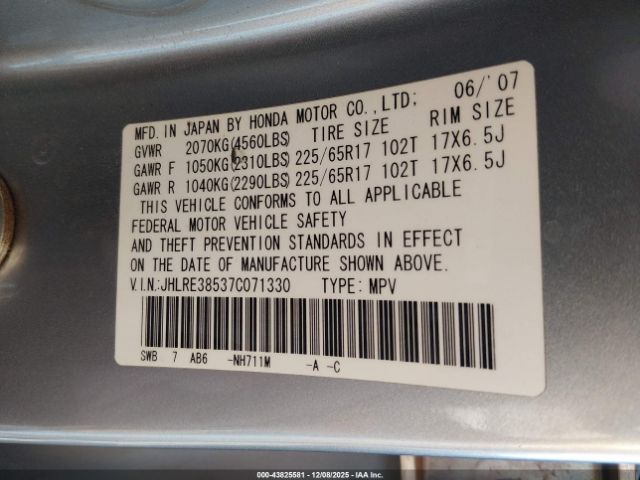 MFD. IN JAPAN BY HONDA MOTOR CO.,LTD; 06/'07
GVWR 2070KG(4560LBS) TIRE SIZE RIM SIZE
GAWR F 1050KG(2310LBS) 225/65R17 102T 17X6.5J
GAWR R 1040KG(2290LBS) 225/65R17 102T 17X6.5J
THIS VEHICLE CONFORMS TO ALL APPLICABLE
FEDERAL MOTOR VEHICLE SAFETY
AND THEFT PREVENTION STANDARDS IN EFFECT
ON THE DATE OF MANUFACTURE SHOWN ABOVE.
V.I.N.:JHLRE38537C071330 TYPE: MPV
SWB 7 AB6 -NH711M -A -C
000-43825581 - 12/08/2025 - IAA Inc.